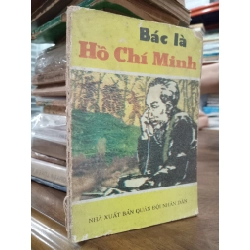 Bác là
Hồ Chí Minh
NHÀ XUẤT BẢN QUÂN ĐỘI NHÂN DÂN